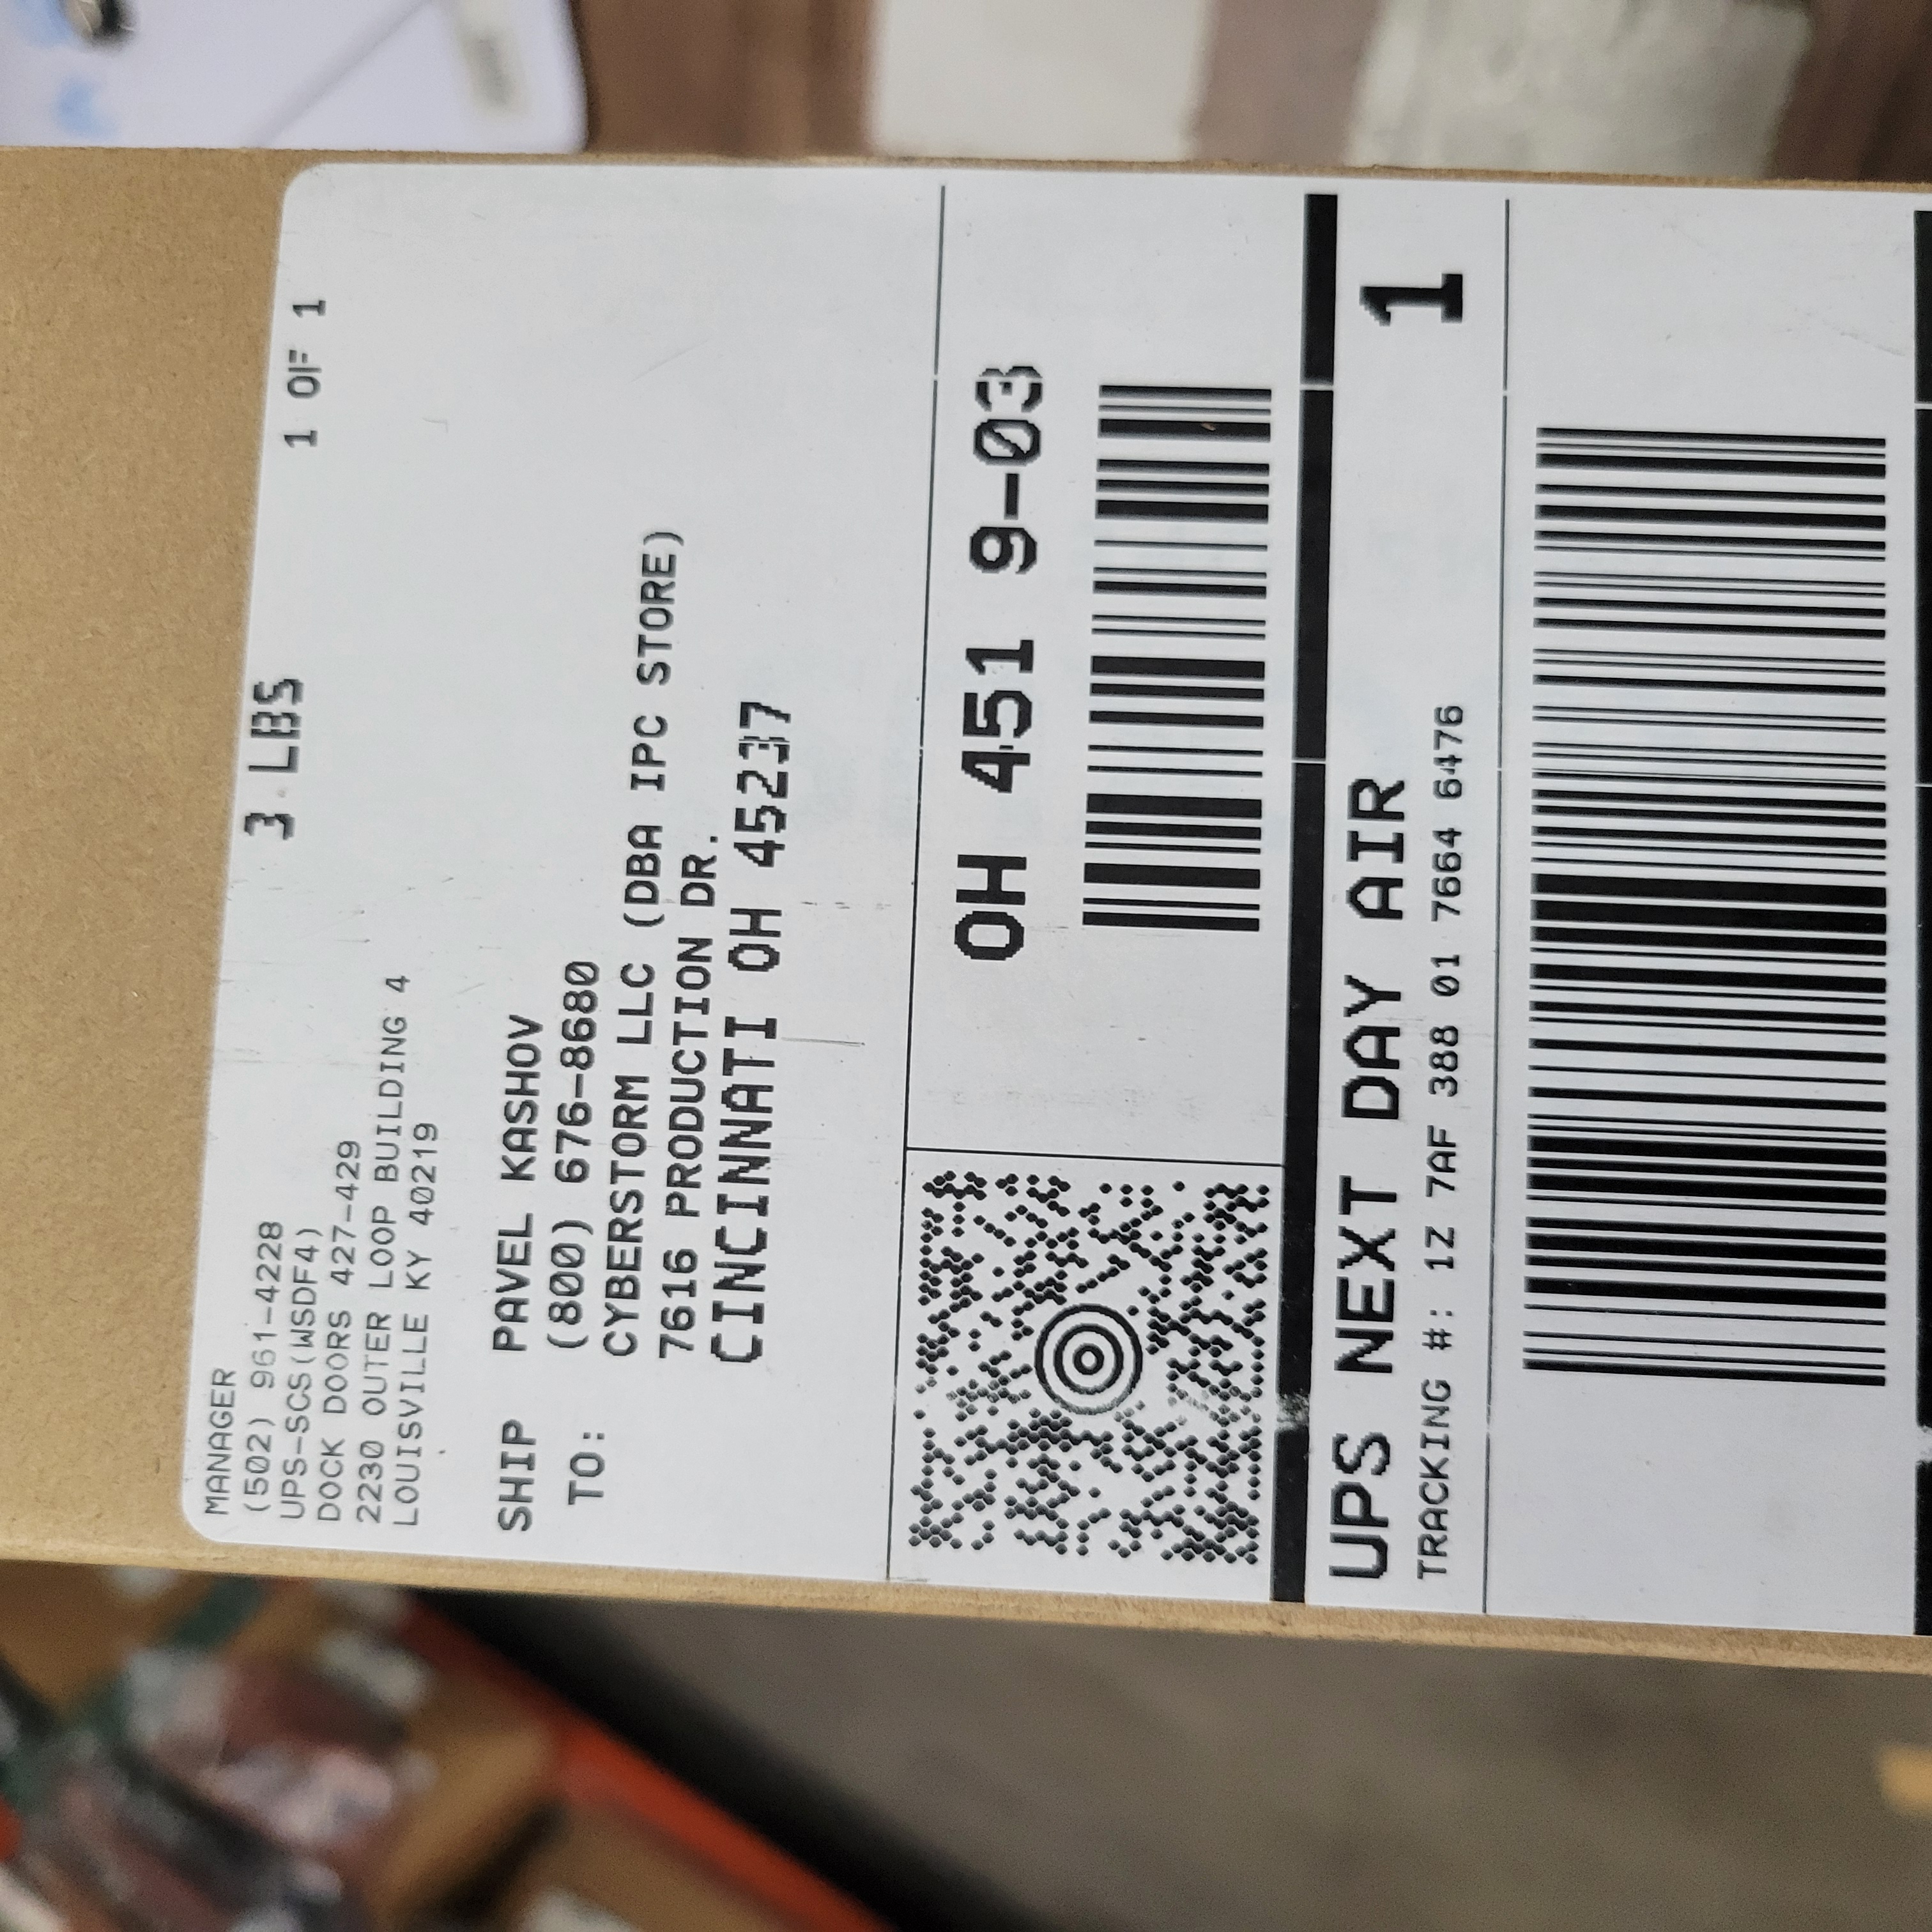 MANAGER
(502) 961-4228
UPS-SCS(WSDF4)
DOCK DOORS 427-429
2230 OUTER LOOP BUILDING 4
LOUISVILLE KY 40219
3 LBS
1 OF 1
SHIP TO:
PAVEL KASHOV
(800) 676-8680
CYBERSTORM LLC (DBA IPC STORE)
7616 PRODUCTION DR.
CINCINNATI OH 45237
OH 451 9-03
UPS NEXT DAY AIR 1
TRACKING #: 1Z 7AF 388 01 7664 6476